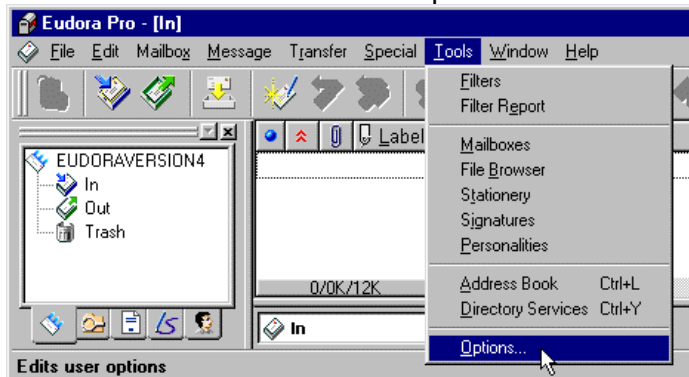 Eudora Pro - [In]
File Edit Mailbox Message Transfer Special Tools Window Help
Label
EUDORAVERSION4
In
Out
Trash
0/0K/12K
In
Filters
Filter Report
Mailboxes
File Browser
Stationery
Signatures
Personalities
Address Book Ctrl+L
Directory Services Ctrl+Y
Options...
Edits user options